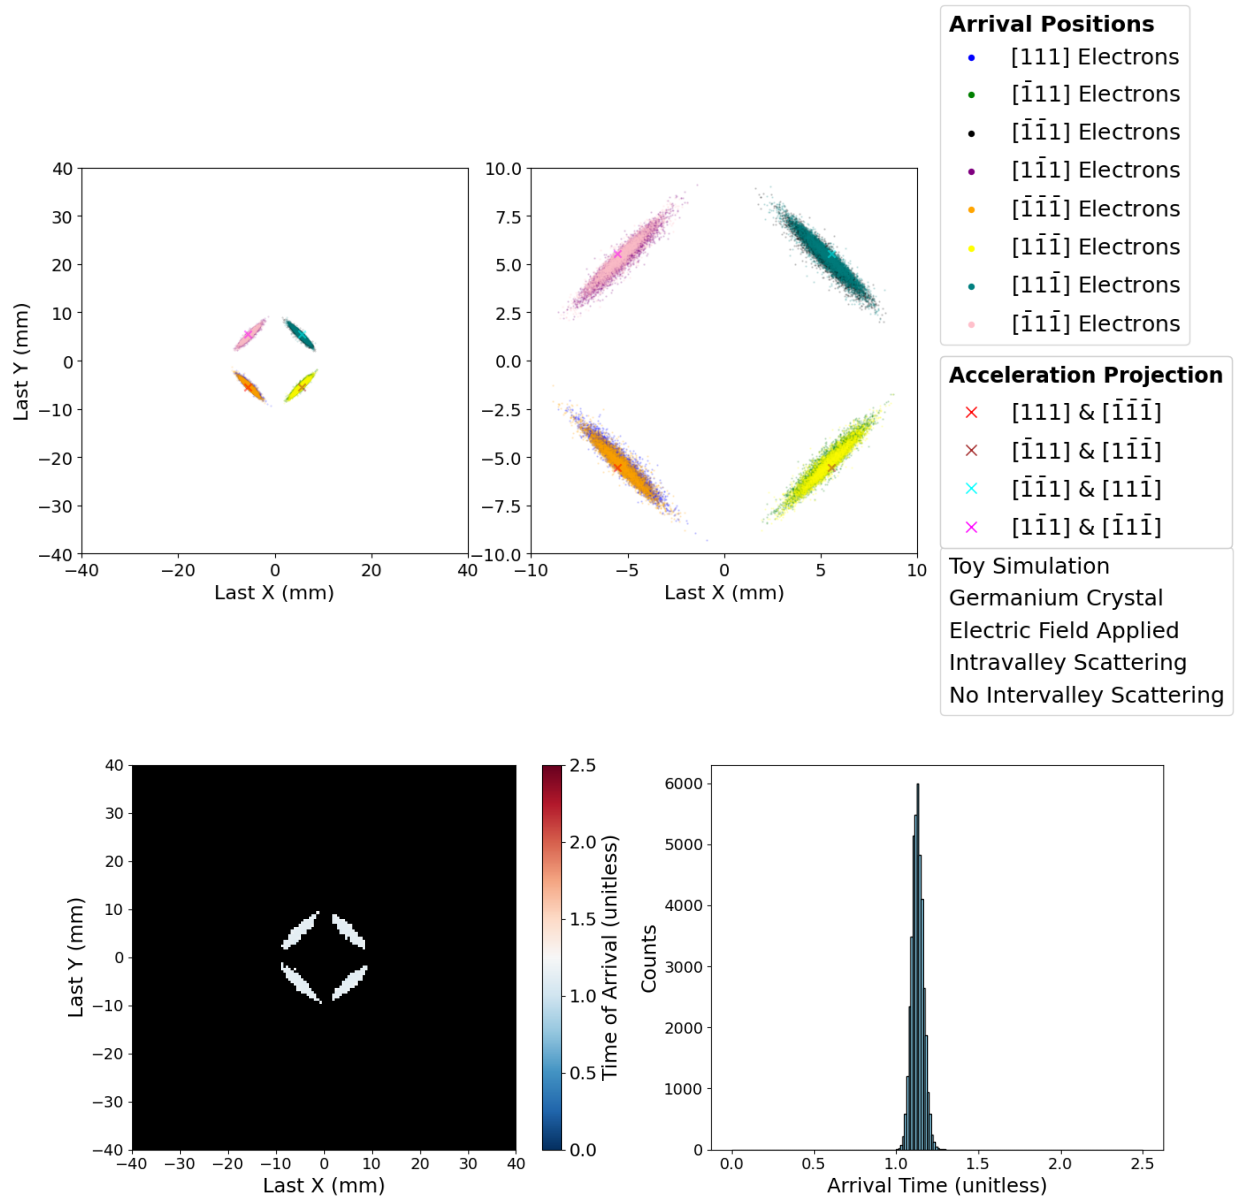 Arrival Positions
[111] Electrons
[1̄11] Electrons
[1̄1̄1] Electrons
[11̄1] Electrons
[1̄1̄1̄] Electrons
[11̄1̄] Electrons
[111̄] Electrons
[1̄11̄] Electrons
Acceleration Projection
[111] & [1̄1̄1̄]
[1̄11] & [11̄1̄]
[1̄1̄1] & [111̄]
[11̄1] & [1̄11̄]
Toy Simulation
Germanium Crystal
Electric Field Applied
Intravalley Scattering
No Intervalley Scattering
Last Y (mm)
40
30
20
10
0
−10
−20
−30
−40
−40
−20
0
20
40
Last X (mm)
10.0
7.5
5.0
2.5
0.0
−2.5
−5.0
−7.5
−10.0
−10
−5
0
5
10
Last X (mm)
Last Y (mm)
40
30
20
10
0
−10
−20
−30
−40
−40
−30
−20
−10
0
10
20
30
40
Last X (mm)
2.5
2.0
1.5
1.0
0.5
0.0
Time of Arrival (unitless)
Counts
6000
5000
4000
3000
2000
1000
0
0.0
0.5
1.0
1.5
2.0
2.5
Arrival Time (unitless)